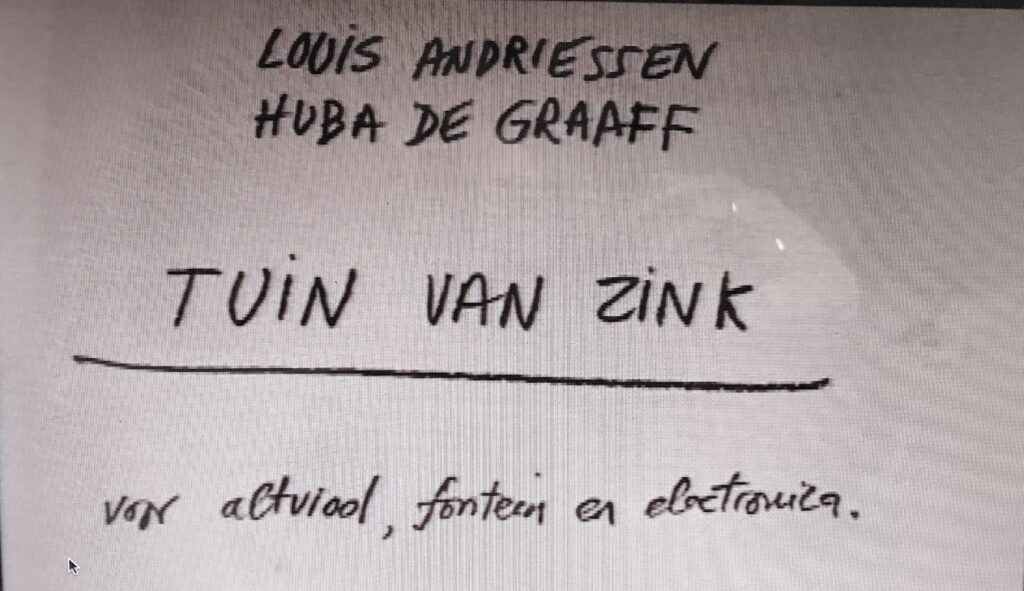 LOUIS ANDRIESSEN
HUBA DE GRAAFF
TUIN VAN ZINK
voor altviool, fontein en electronica.